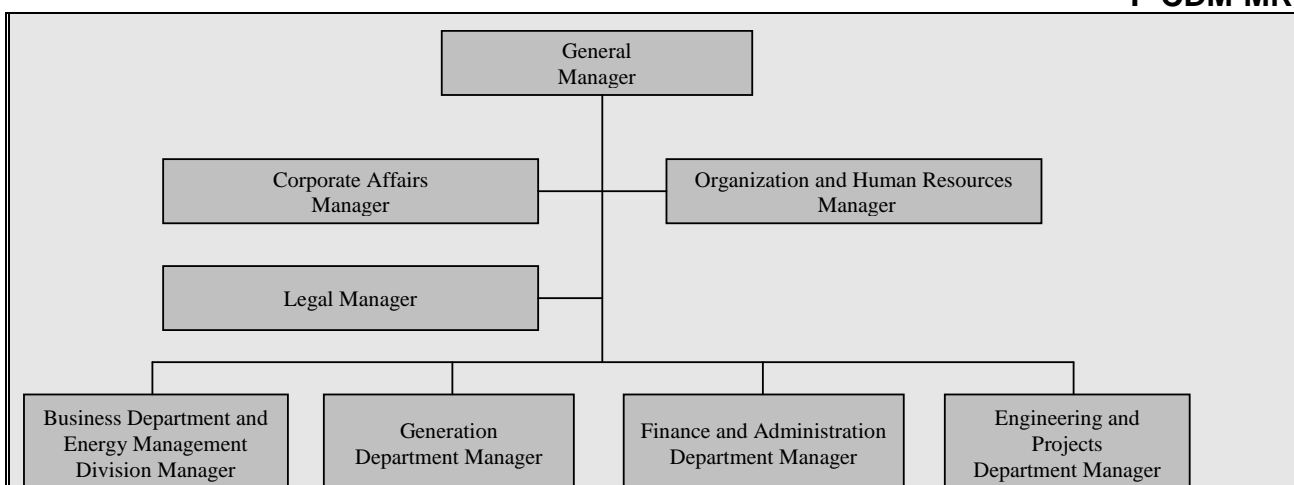 General
Manager
Corporate Affairs
Manager
Organization and Human Resources
Manager
Legal Manager
Business Department and
Energy Management
Division Manager
Generation
Department Manager
Finance and Administration
Department Manager
Engineering and
Projects
Department Manager